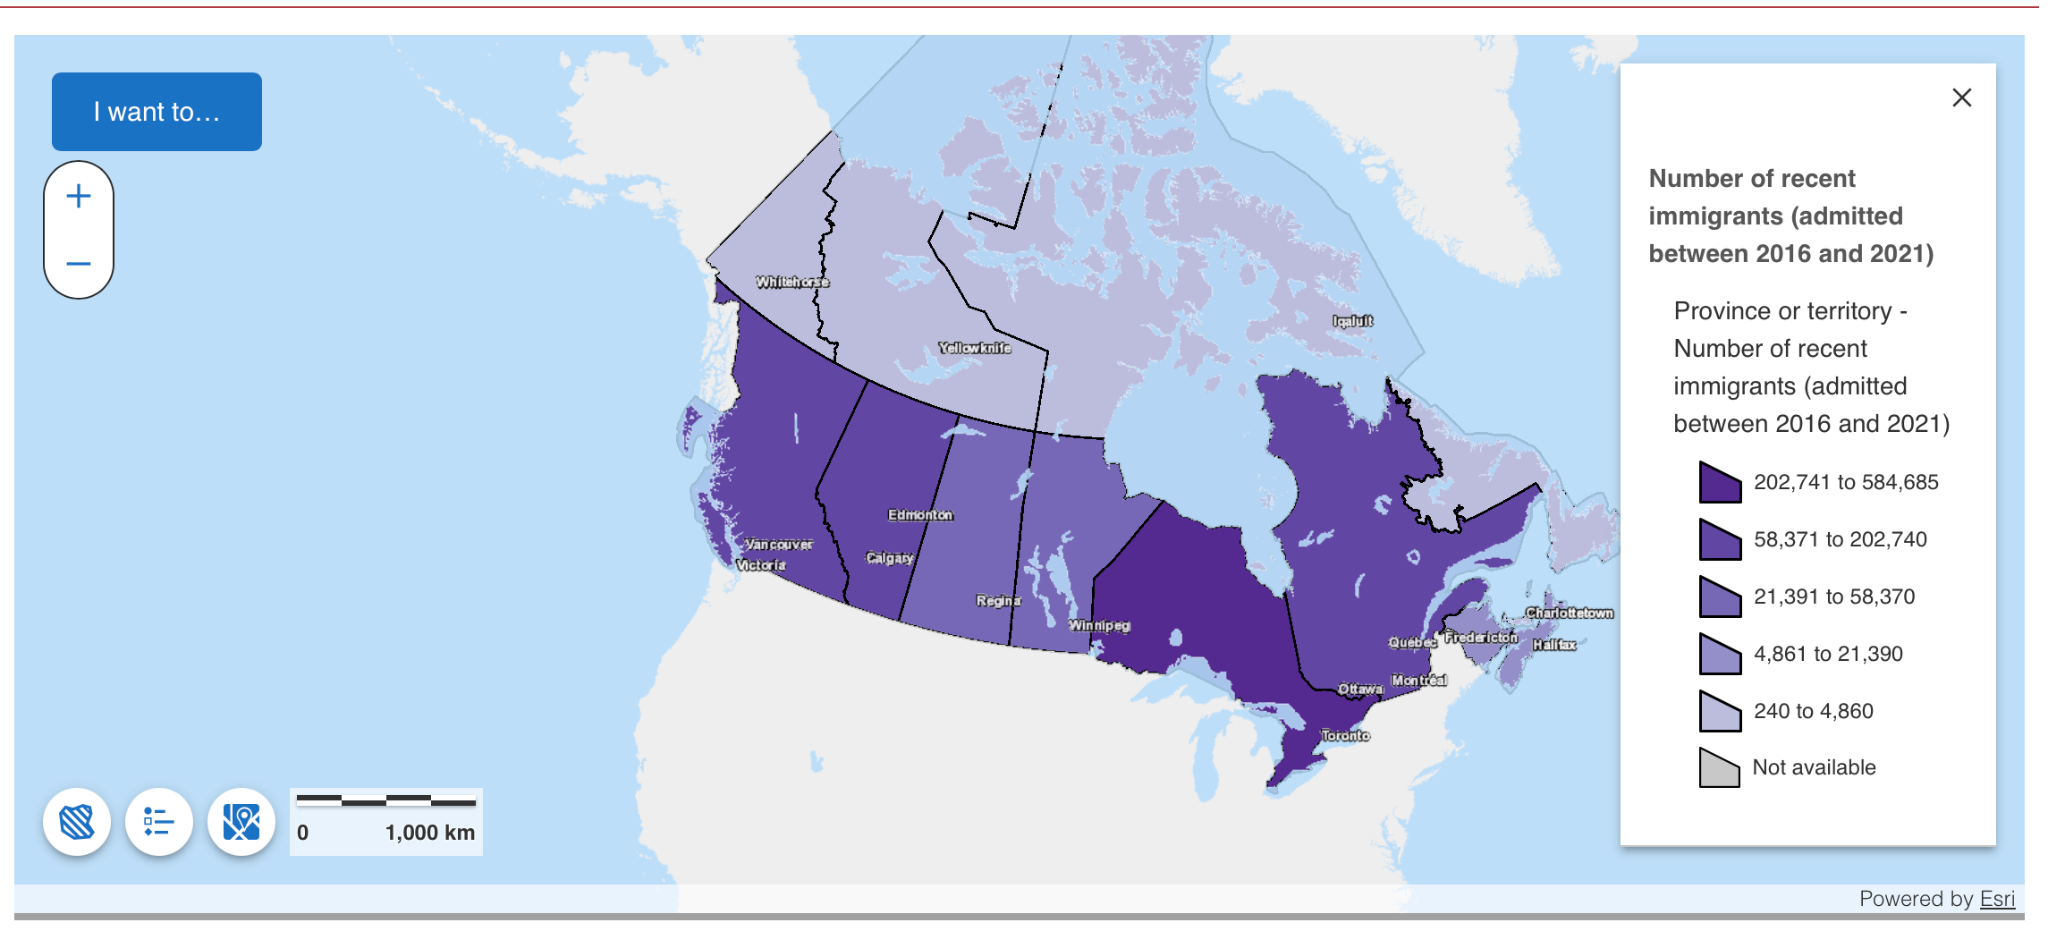 I want to…
+
−
Whitehorse
Yellowknife
Iqaluit
Edmonton
Vancouver
Calgary
Victoria
Regina
Winnipeg
Charlottetown
Québec
Fredericton
Halifax
Montréal
Ottawa
Toronto
Number of recent
immigrants (admitted
between 2016 and 2021)
Province or territory -
Number of recent
immigrants (admitted
between 2016 and 2021)
202,741 to 584,685
58,371 to 202,740
21,391 to 58,370
4,861 to 21,390
240 to 4,860
Not available
0 1,000 km
Powered by Esri